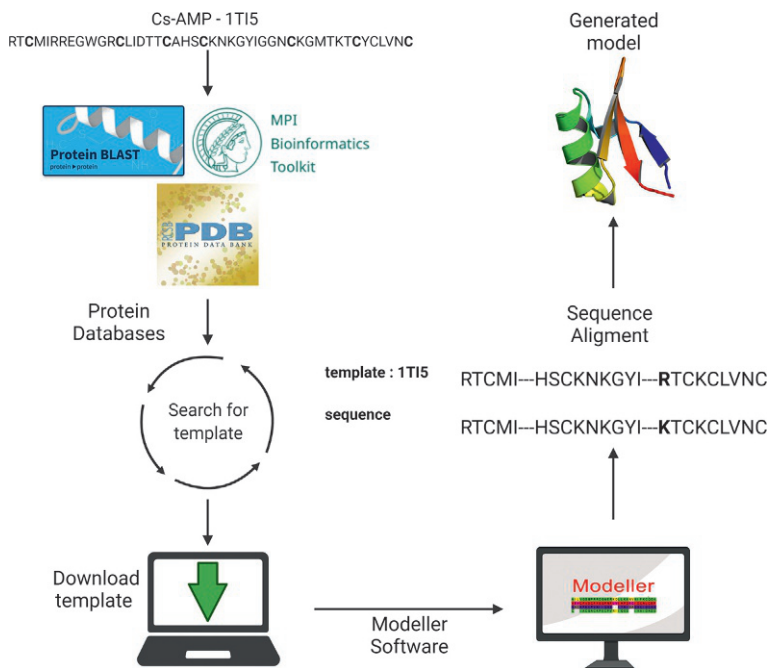 Cs-AMP - 1TI5
RTCMIRREGWGRCLIDTTCAHSCKNKGYIGGNCKGMTKTCYCLVNC
Protein BLAST
protein▸protein
MPI
Bioinformatics
Toolkit
RCSB PDB
PROTEIN DATA BANK
Protein
Databases
Search for
template
Download
template
Modeller
Software
Modeller
template : 1TI5
RTCMI---HSCKNKGYI---RTCKCLVNC
sequence
RTCMI---HSCKNKGYI---KTCKCLVNC
Sequence
Aligment
Generated
model